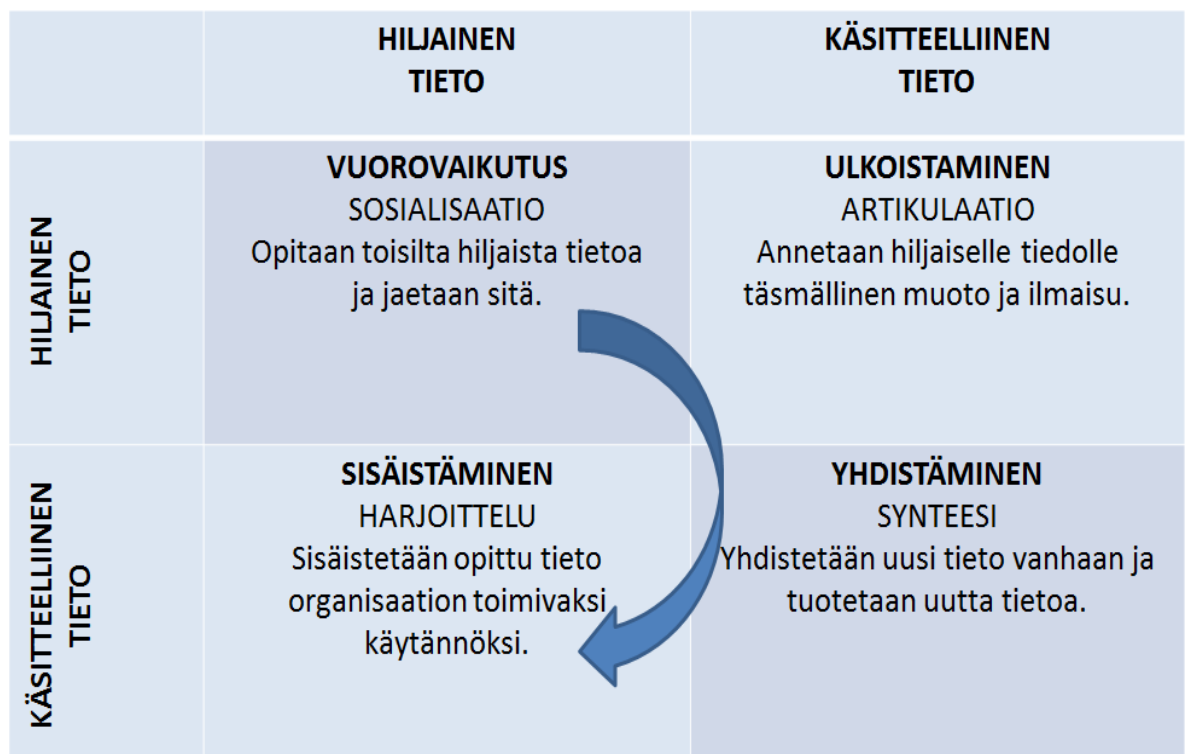 HILJAINEN
TIETO
KÄSITTEELLIINEN
TIETO
HILJAINEN
TIETO
VUOROVAIKUTUS
SOSIALISAATIO
Opitaan toisilta hiljaista tietoa
ja jaetaan sitä.
ULKOISTAMINEN
ARTIKULAATIO
Annetaan hiljaiselle tiedolle
täsmällinen muoto ja ilmaisu.
KÄSITTEELLINEN
TIETO
SISÄISTÄMINEN
HARJOITTELU
Sisäistetään opittu tieto
organisaation toimivaksi
käytännöksi.
YHDISTÄMINEN
SYNTEESI
Yhdistetään uusi tieto vanhaan ja
tuotetaan uutta tietoa.